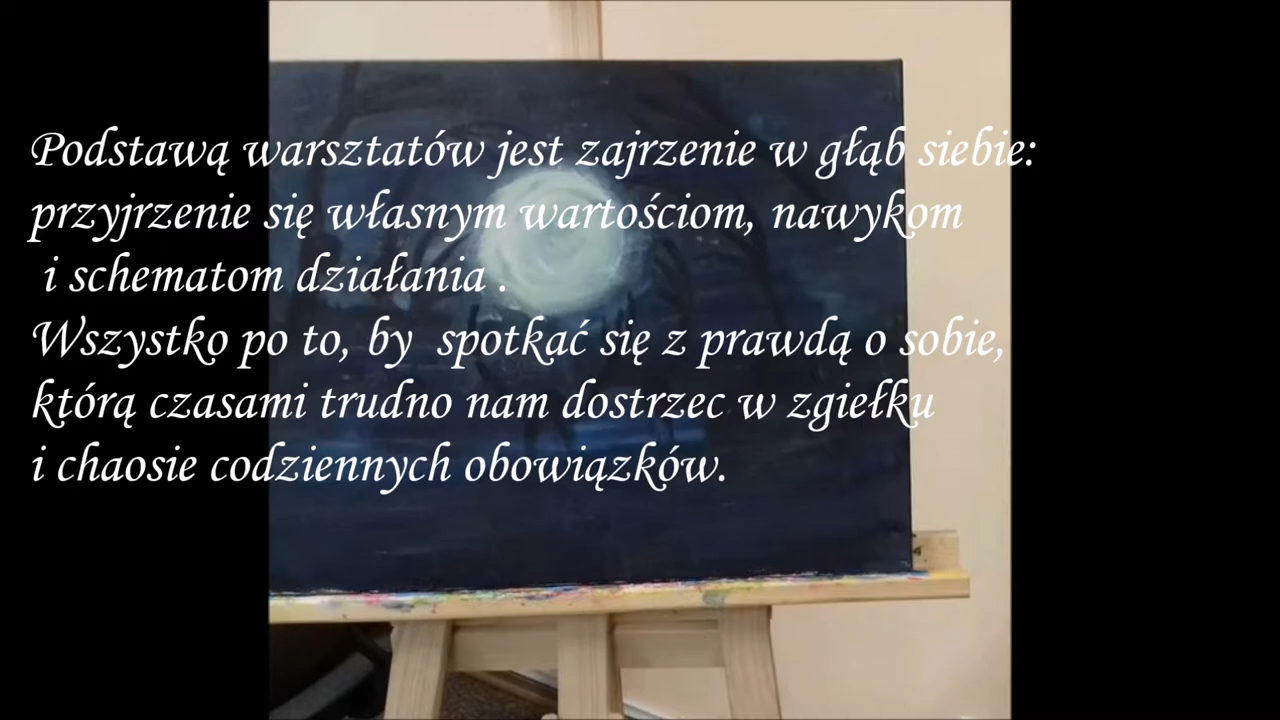 Podstawą warsztatów jest zajrzenie w głąb siebie:
przyjrzenie się własnym wartościom, nawykom
i schematom działania .
Wszystko po to, by spotkać się z prawdą o sobie,
którą czasami trudno nam dostrzec w zgiełku
i chaosie codziennych obowiązków.